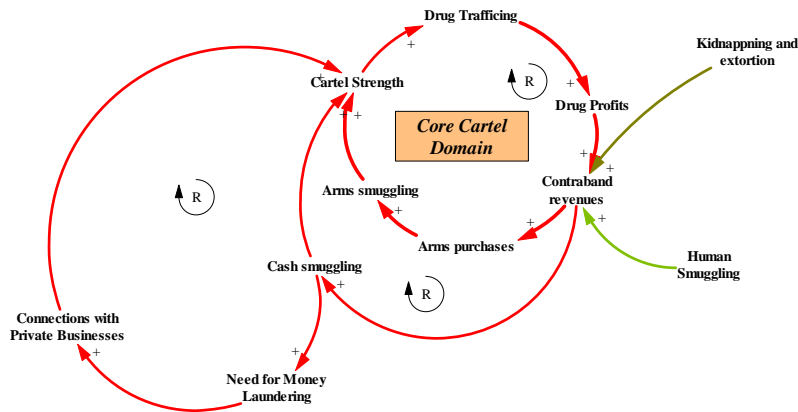 Drug Trafficing
+
Kidnappning and
extortion
+
Cartel Strength
R
+
Drug Profits
+ +
Core Cartel
Domain
+
+
Arms smuggling
Contraband
revenues
R
+
+
Arms purchases
Cash smuggling
Human
Smuggling
+
R
Connections with
Private Businesses
+
+
Need for Money
Laundering